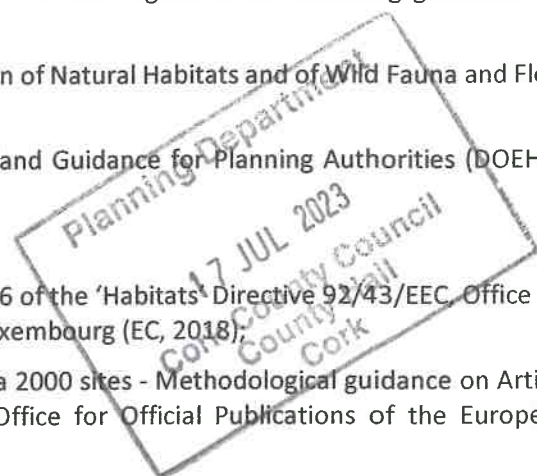 n of Natural Habitats and of Wild Fauna and Fl
and Guidance for Planning Authorities (DOEH
6 of the 'Habitats' Directive 92/43/EEC, Office
xembourg (EC, 2018);
a 2000 sites - Methodological guidance on Arti
Office for Official Publications of the Europe
Planning Department
17 JUL 2023
Cork County Council
County Hall
Cork